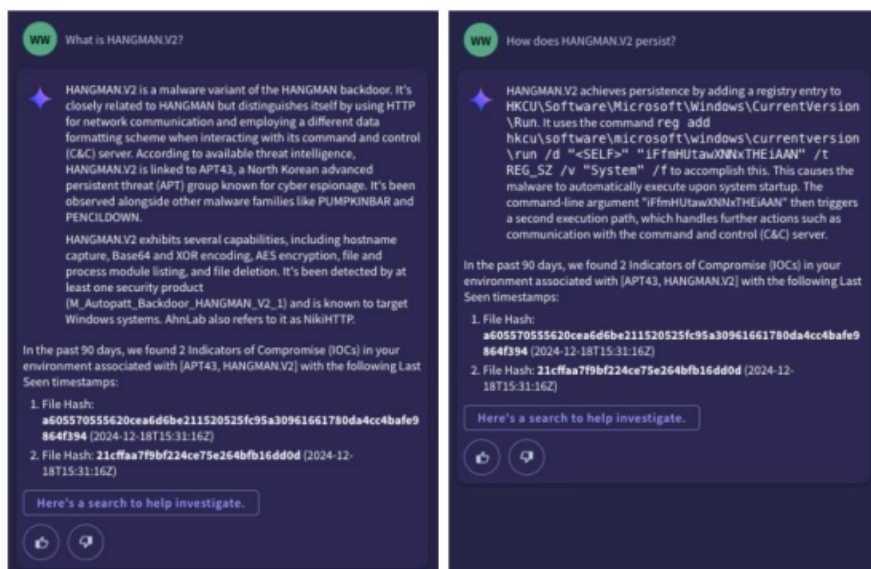 WW What is HANGMAN.V2?
HANGMAN.V2 is a malware variant of the HANGMAN backdoor. It's
closely related to HANGMAN but distinguishes itself by using HTTP
for network communication and employing a different data
formatting scheme when interacting with its command and control
(C&C) server. According to available threat intelligence,
HANGMAN.V2 is linked to APT43, a North Korean advanced
persistent threat (APT) group known for cyber espionage. It's been
observed alongside other malware families like PUMPKINBAR and
PENCILDOWN.
HANGMAN.V2 exhibits several capabilities, including hostname
capture, Base64 and XOR encoding, AES encryption, file and
process module listing, and file deletion. It's been detected by at
least one security product
(M_Autopatt_Backdoor_HANGMAN_V2_1) and is known to target
Windows systems. AhnLab also refers to it as NikiHTTP.
In the past 90 days, we found 2 Indicators of Compromise (IOCs) in your
environment associated with [APT43, HANGMAN.V2] with the following Last
Seen timestamps:
1. File Hash:
a605570555620cea6d6be211520525fc95a30961661780da4cc4bafe9
864f394 (2024-12-18T15:31:16Z)
2. File Hash: 21cffaa7f9bf224ce75e264bfb16dd0d (2024-12-
18T15:31:16Z)
Here's a search to help investigate.
WW How does HANGMAN.V2 persist?
HANGMAN.V2 achieves persistence by adding a registry entry to
HKCU\Software\Microsoft\Windows\CurrentVersion
\Run. It uses the command reg add
hkcu\software\microsoft\windows\currentversion
\run /d "<SELF>" "iFfmHUtawXNNxTHEiAAN" /t
REG_SZ /v "System" /f to accomplish this. This causes the
malware to automatically execute upon system startup. The
command-line argument "iFfmHUtawXNNxTHEiAAN" then triggers
a second execution path, which handles further actions such as
communication with the command and control (C&C) server.
In the past 90 days, we found 2 Indicators of Compromise (IOCs) in your
environment associated with [APT43, HANGMAN.V2] with the following Last
Seen timestamps:
1. File Hash:
a605570555620cea6d6be211520525fc95a30961661780da4cc4bafe9
864f394 (2024-12-18T15:31:16Z)
2. File Hash: 21cffaa7f9bf224ce75e264bfb16dd0d (2024-12-
18T15:31:16Z)
Here's a search to help investigate.